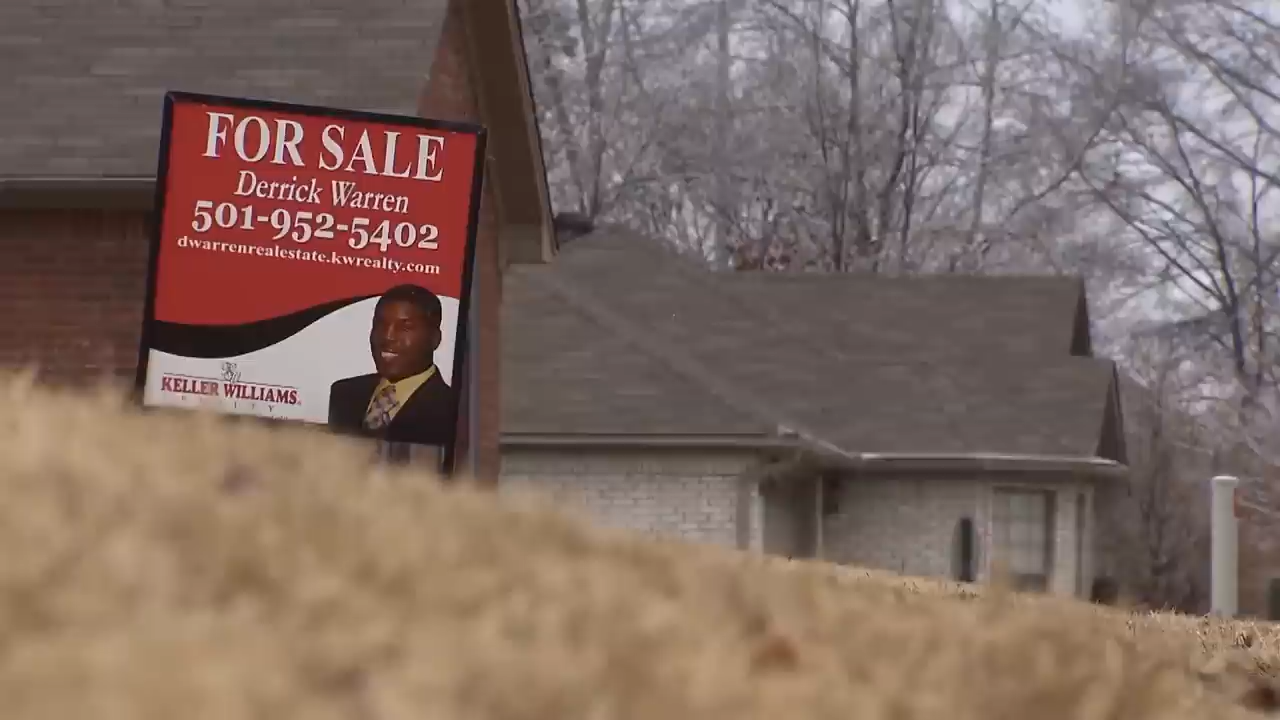 FOR SALE
Derrick Warren
501-952-5402
dwarrenrealestate.kwrealty.com
KELLER WILLIAMS.